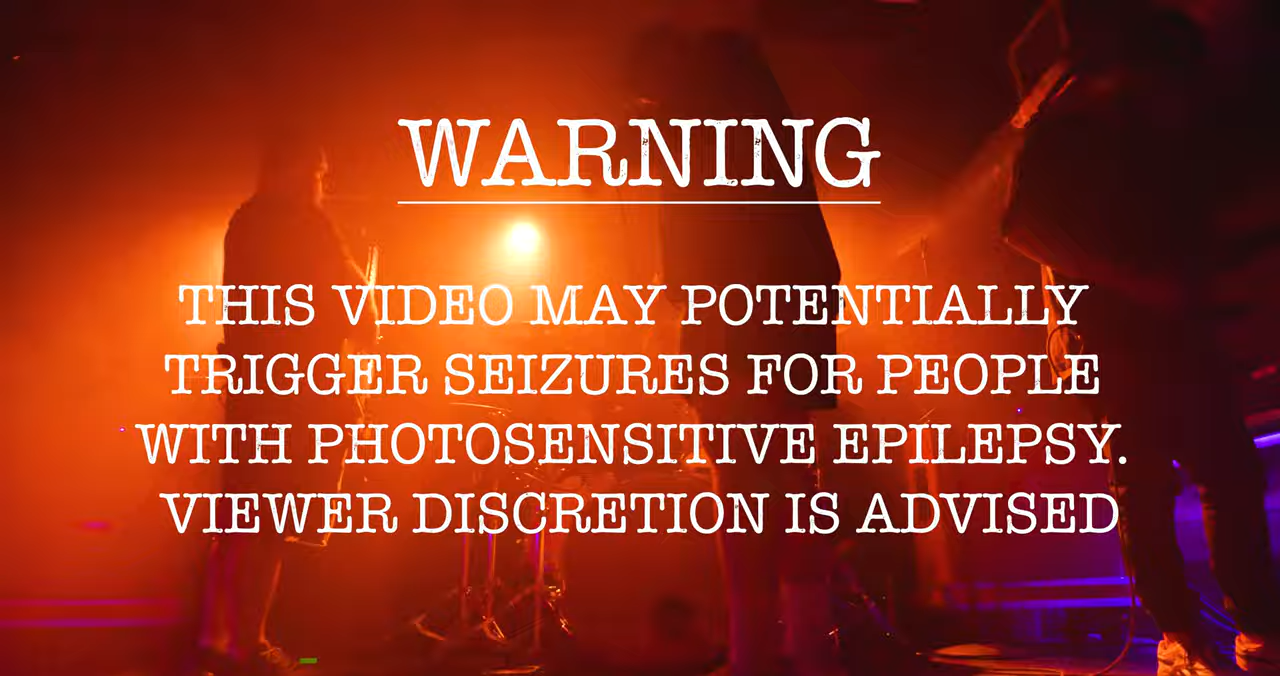 WARNING
THIS VIDEO MAY POTENTIALLY
TRIGGER SEIZURES FOR PEOPLE
WITH PHOTOSENSITIVE EPILEPSY.
VIEWER DISCRETION IS ADVISED